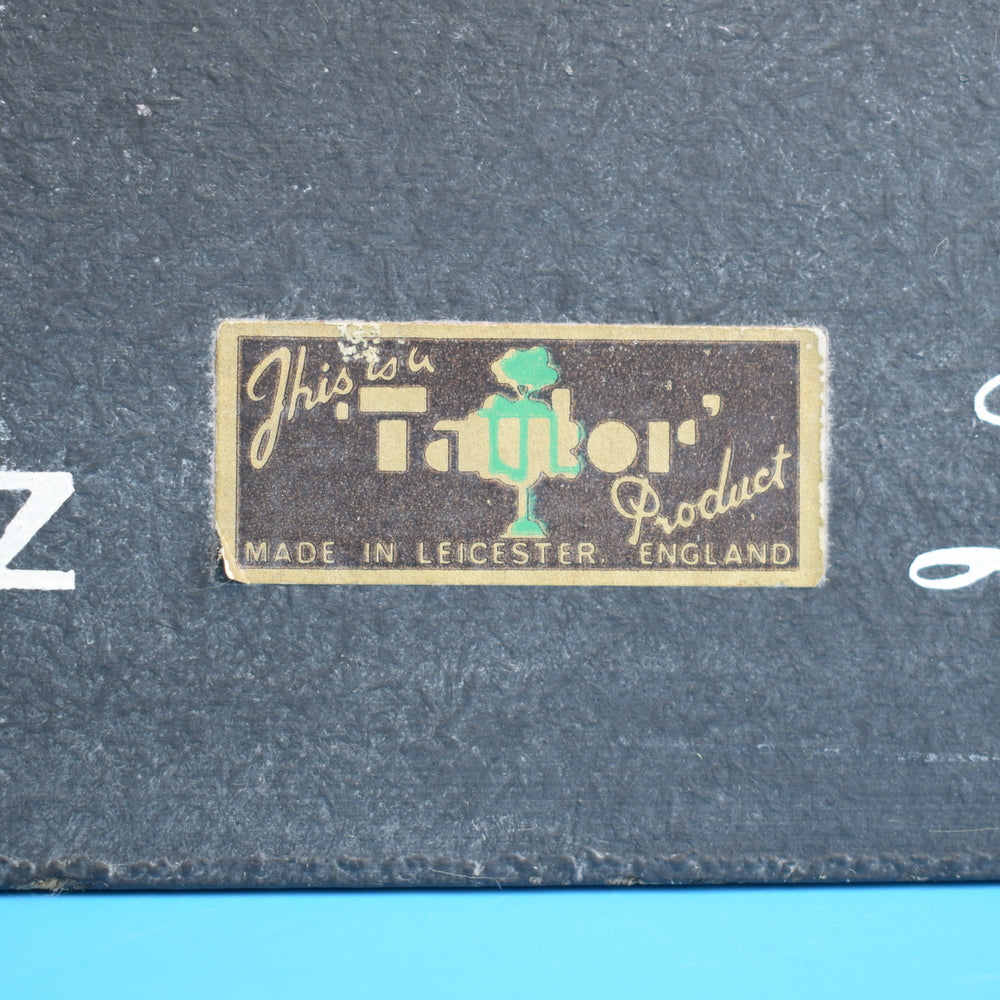 This is a
'Taylor'
Product
MADE IN LEICESTER, ENGLAND
Z